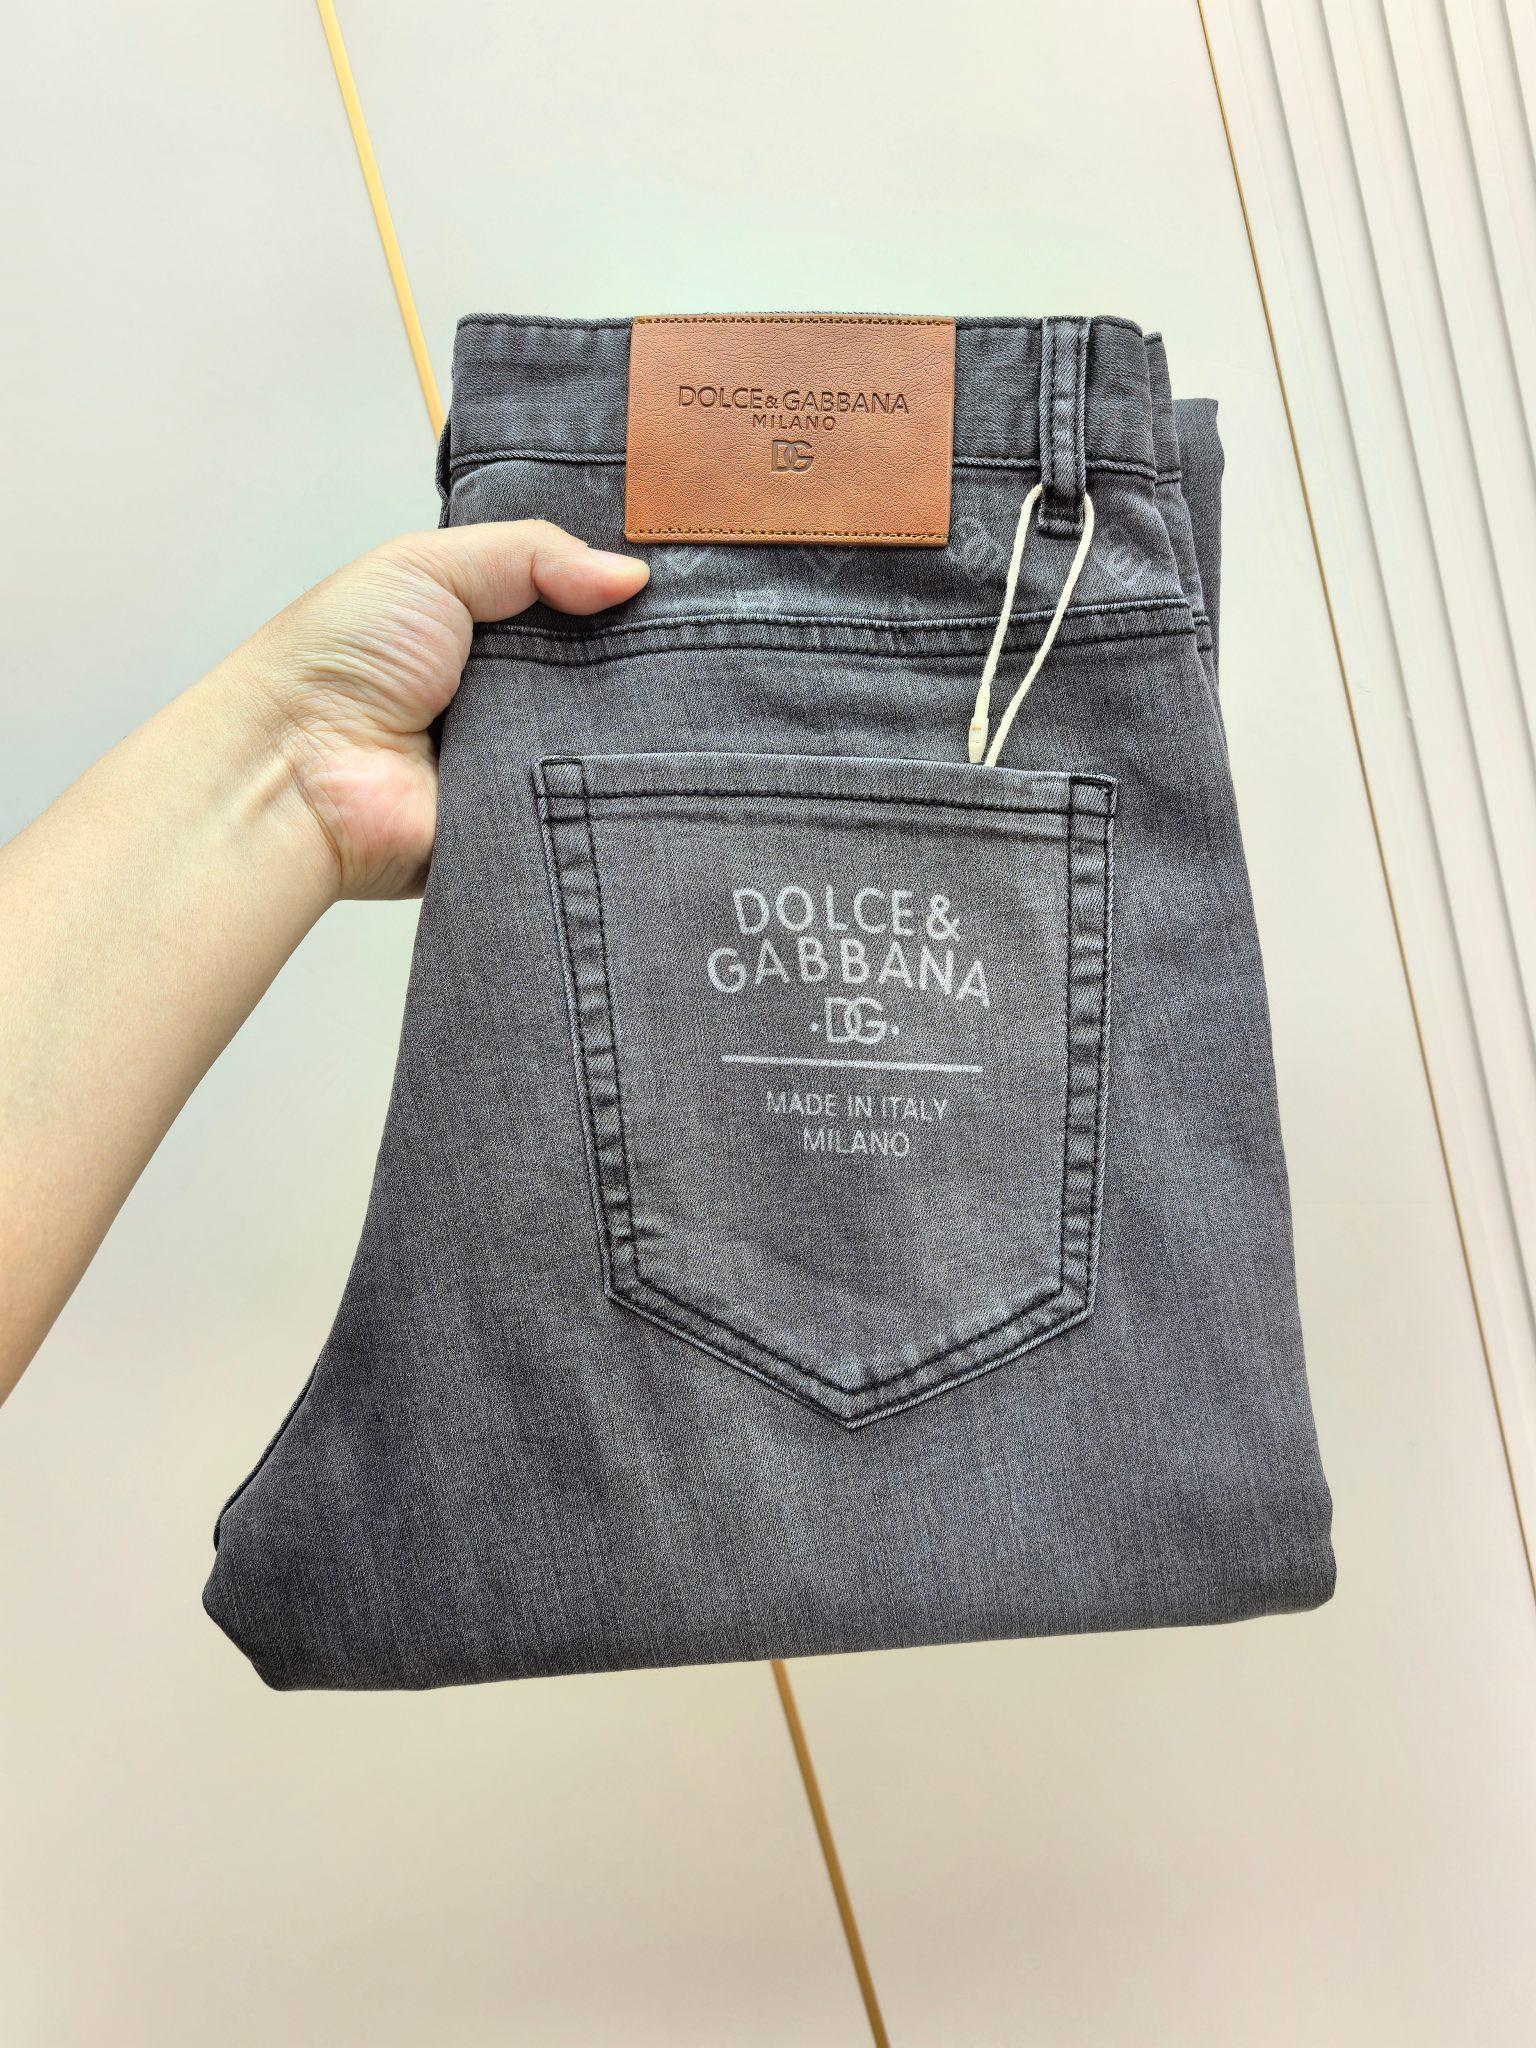 DOLCE&GABBANA
MILANO
DG
DOLCE&
GABBANA
·DG·
MADE IN ITALY
MILANO